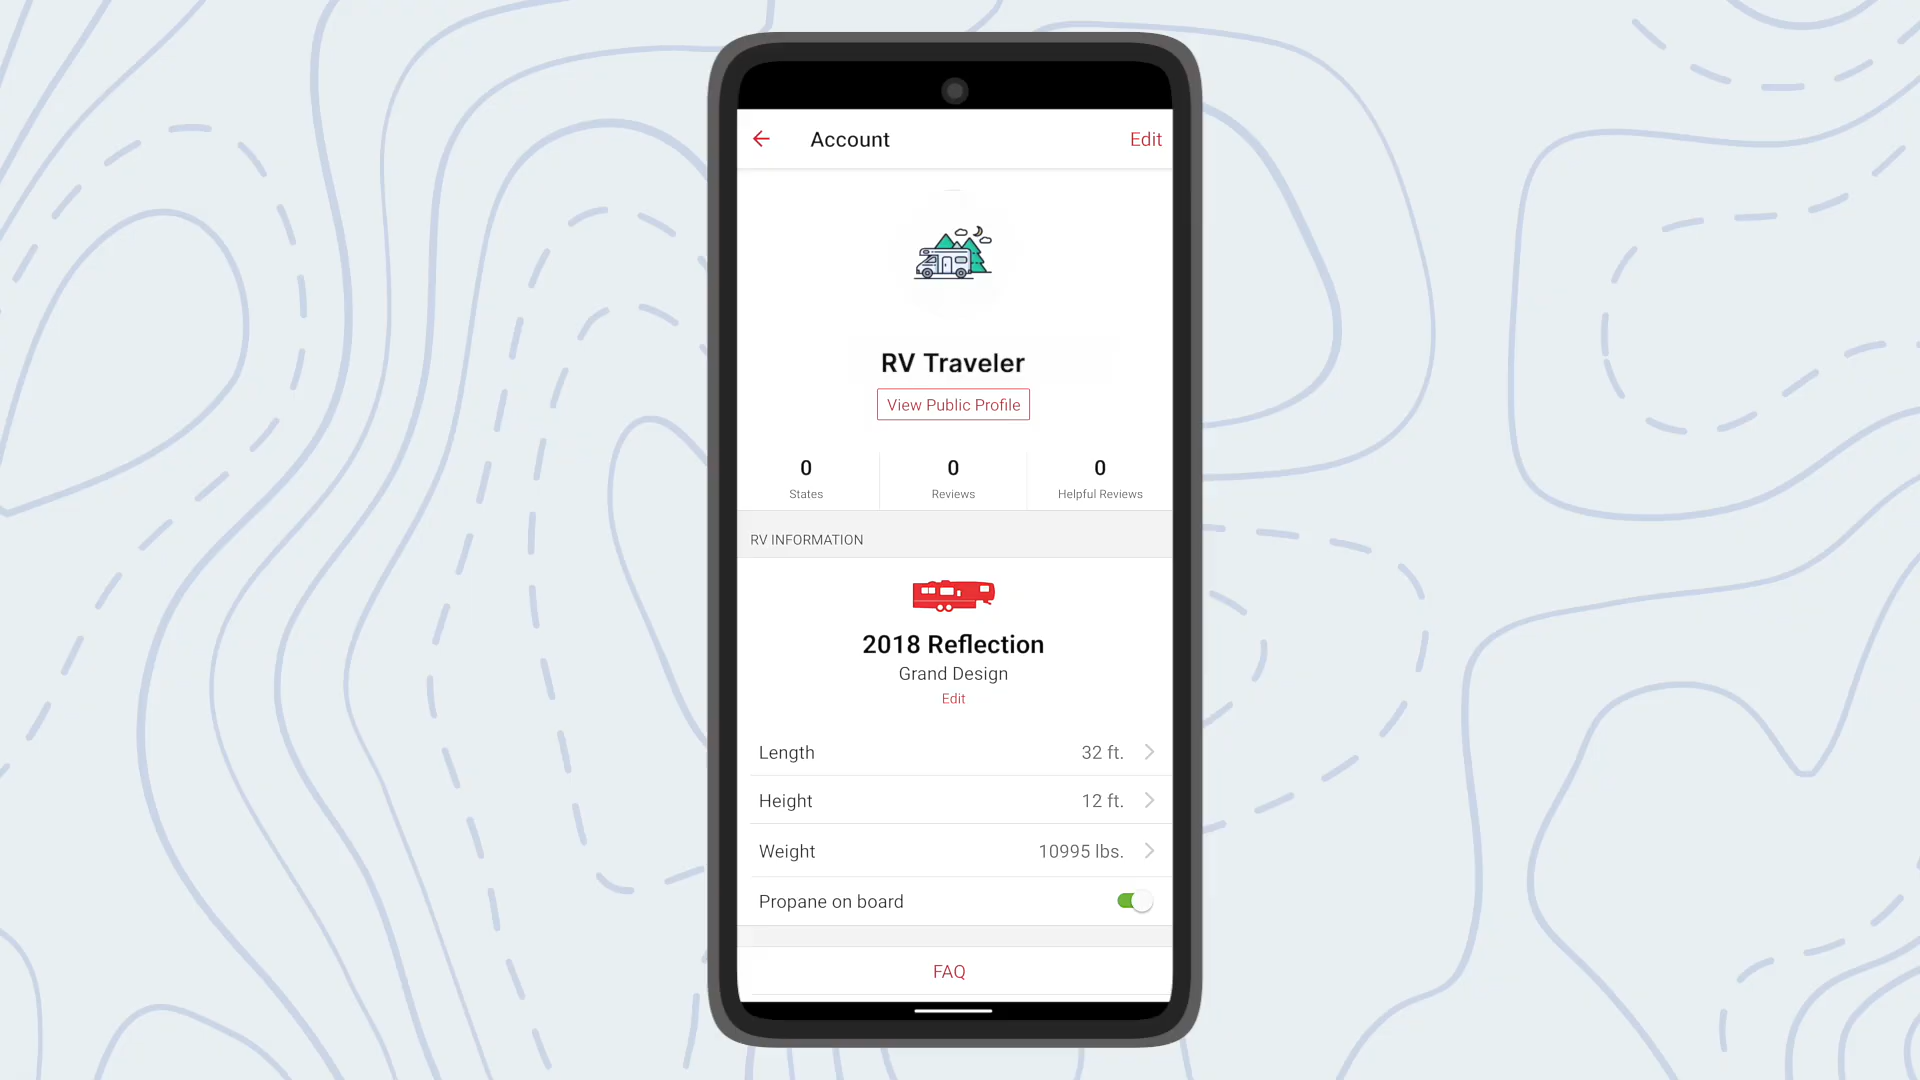 Account
Edit
RV Traveler
View Public Profile
0 0 0
States Reviews Helpful Reviews
RV INFORMATION
2018 Reflection
Grand Design
Edit
Length 32 ft.
Height 12 ft.
Weight 10995 lbs.
Propane on board
FAQ